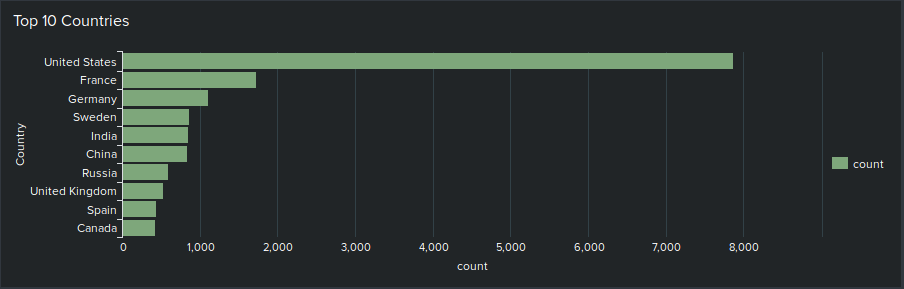 Top 10 Countries
Country
United States
France
Germany
Sweden
India
China
Russia
United Kingdom
Spain
Canada
0 1,000 2,000 3,000 4,000 5,000 6,000 7,000 8,000
count
count